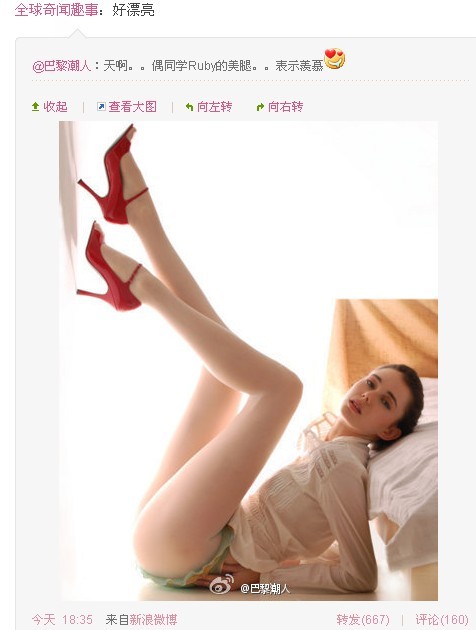 全球奇闻趣事：好漂亮
@巴黎潮人：天啊。。偶同学Ruby的美腿。。表示羡慕
收起 | 查看大图 | 向左转 向右转
@巴黎潮人
今天 18:35 来自新浪微博 转发(667) | 评论(160)